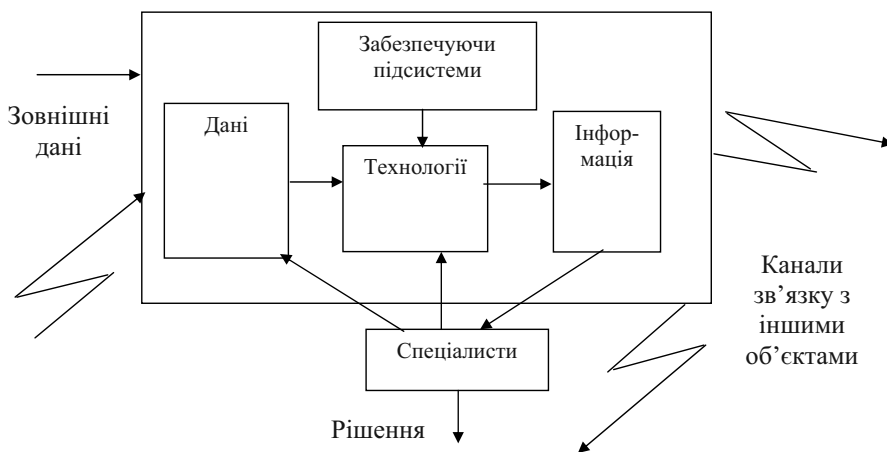 Забезпечуючи
підсистеми
Зовнішні
дані
Дані
Технології
Інфор-
мація
Спеціалисти
Рішення
Канали
зв’язку з
іншими
об’єктами